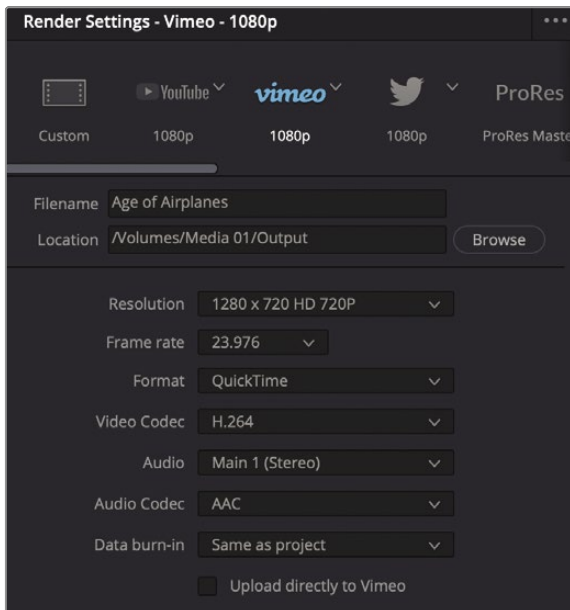 Render Settings - Vimeo - 1080p
YouTube vimeo ProRes
Custom 1080p 1080p 1080p ProRes Maste
Filename Age of Airplanes
Location /Volumes/Media 01/Output Browse
Resolution 1280 x 720 HD 720P
Frame rate 23.976
Format QuickTime
Video Codec H.264
Audio Main 1 (Stereo)
Audio Codec AAC
Data burn-in Same as project
Upload directly to Vimeo